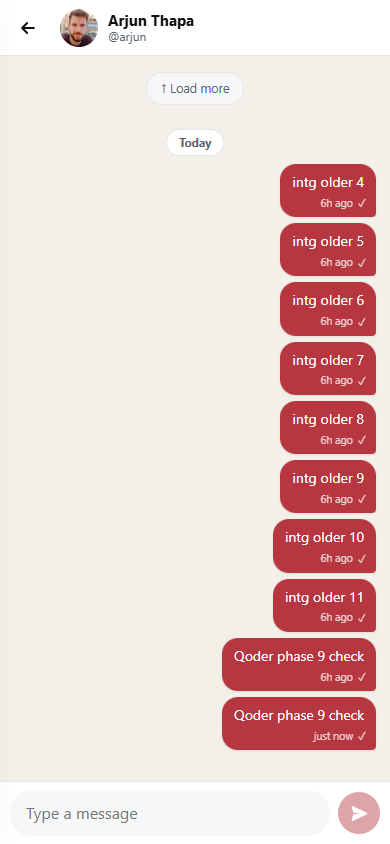 Arjun Thapa
@arjun
↑ Load more
Today
intg older 4
6h ago ✓
intg older 5
6h ago ✓
intg older 6
6h ago ✓
intg older 7
6h ago ✓
intg older 8
6h ago ✓
intg older 9
6h ago ✓
intg older 10
6h ago ✓
intg older 11
6h ago ✓
Qoder phase 9 check
6h ago ✓
Qoder phase 9 check
just now ✓
Type a message